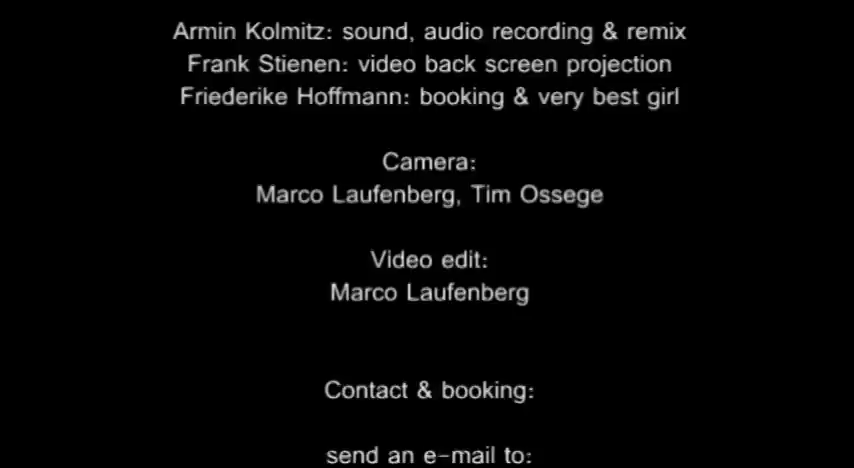 Armin Kolmitz: sound, audio recording & remix
Frank Stienen: video back screen projection
Friederike Hoffmann: booking & very best girl
Camera:
Marco Laufenberg, Tim Ossege
Video edit:
Marco Laufenberg
Contact & booking:
send an e-mail to: